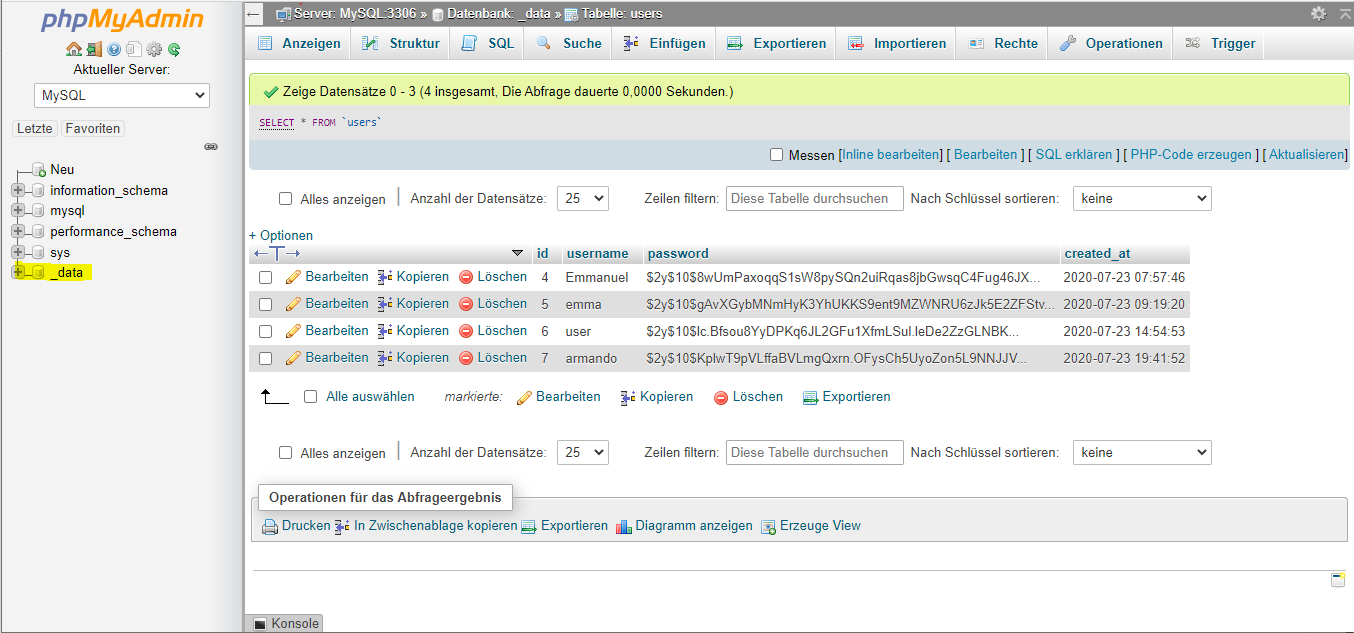 phpMyAdmin
Aktueller Server:
MySQL
Letzte Favoriten
Neu
information_schema
mysql
performance_schema
sys
_data
Server: MySQL:3306 » Datenbank: _data » Tabelle: users
Anzeigen Struktur SQL Suche Einfügen Exportieren Importieren Rechte Operationen Trigger
Zeige Datensätze 0 - 3 (4 insgesamt, Die Abfrage dauerte 0,0000 Sekunden.)
SELECT * FROM `users`
Messen [Inline bearbeiten] [ Bearbeiten ] [ SQL erklären ] [ PHP-Code erzeugen ] [ Aktualisieren]
Alles anzeigen Anzahl der Datensätze: 25 Zeilen filtern: Diese Tabelle durchsuchen Nach Schlüssel sortieren: keine
+ Optionen
id username password created_at
Bearbeiten Kopieren Löschen 4 Emmanuel $2y$10$8wUmPaxoqqS1sW8pySQn2uiRqas8jbGwsqC4Fug46JX... 2020-07-23 07:57:46
Bearbeiten Kopieren Löschen 5 emma $2y$10$gAvXGybMNmHyK3YhUKKS9ent9MZWNRU6zJk5E2ZFStv... 2020-07-23 09:19:20
Bearbeiten Kopieren Löschen 6 user $2y$10$lc.Bfsou8YyDPKq6JL2GFu1XfmLSul.leDe2ZzGLNBK... 2020-07-23 14:54:53
Bearbeiten Kopieren Löschen 7 armando $2y$10$KplwT9pVLffaBVLmgQxrn.OFysCh5UyoZon5L9NNJJV... 2020-07-23 19:41:52
Alle auswählen markierte: Bearbeiten Kopieren Löschen Exportieren
Alles anzeigen Anzahl der Datensätze: 25 Zeilen filtern: Diese Tabelle durchsuchen Nach Schlüssel sortieren: keine
Operationen für das Abfrageergebnis
Drucken In Zwischenablage kopieren Exportieren Diagramm anzeigen Erzeuge View
Konsole